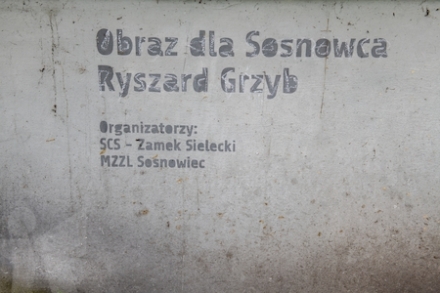 Obraz dla Sosnowca
Ryszard Grzyb
Organizatorzy:
SCS - Zamek Sielecki
MZZL Sosnowiec